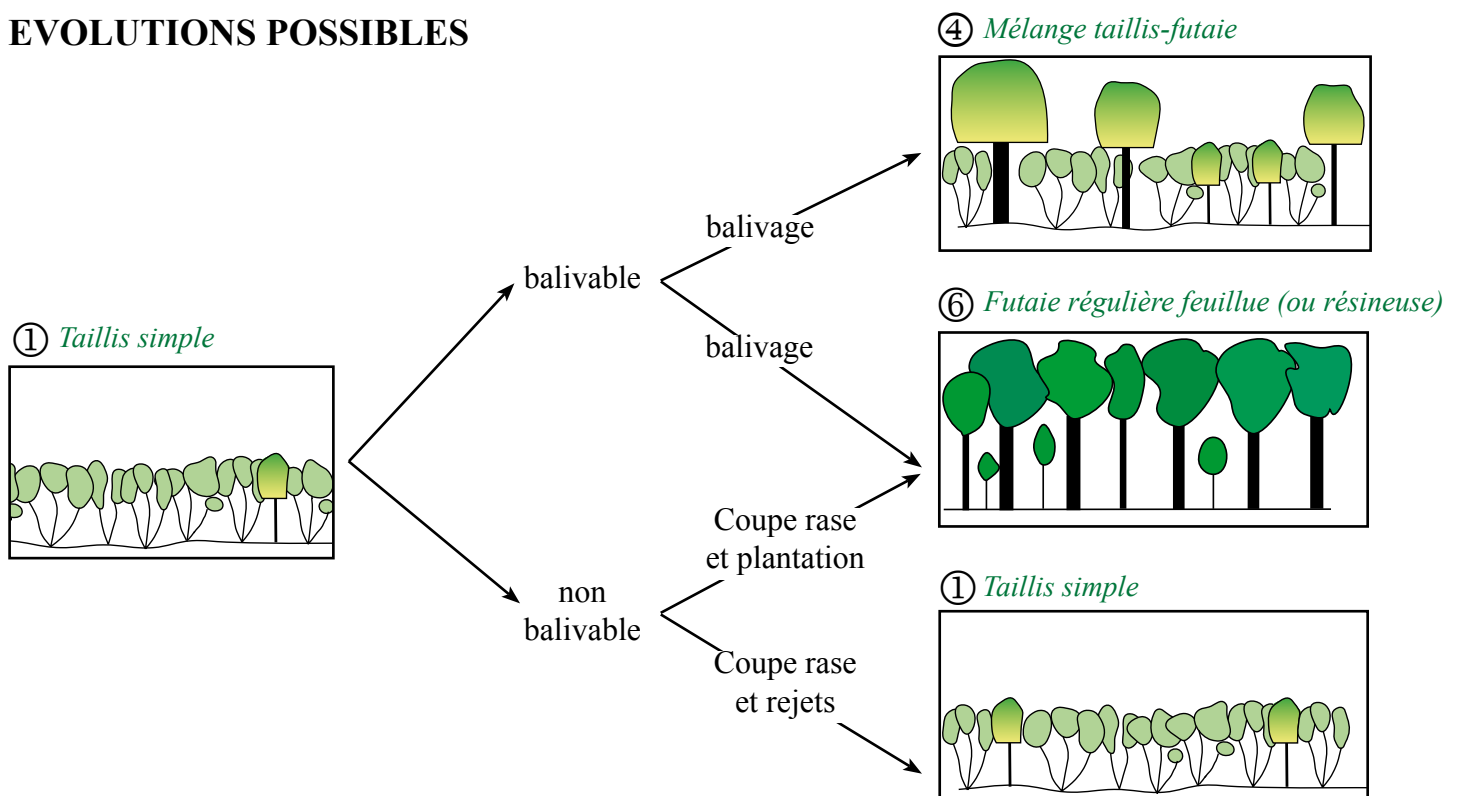 EVOLUTIONS POSSIBLES
④ Mélange taillis-futaie
balivage
balivable
⑥ Futaie régulière feuillue (ou résineuse)
① Taillis simple
balivage
Coupe rase
et plantation
non
balivable
① Taillis simple
Coupe rase
et rejets